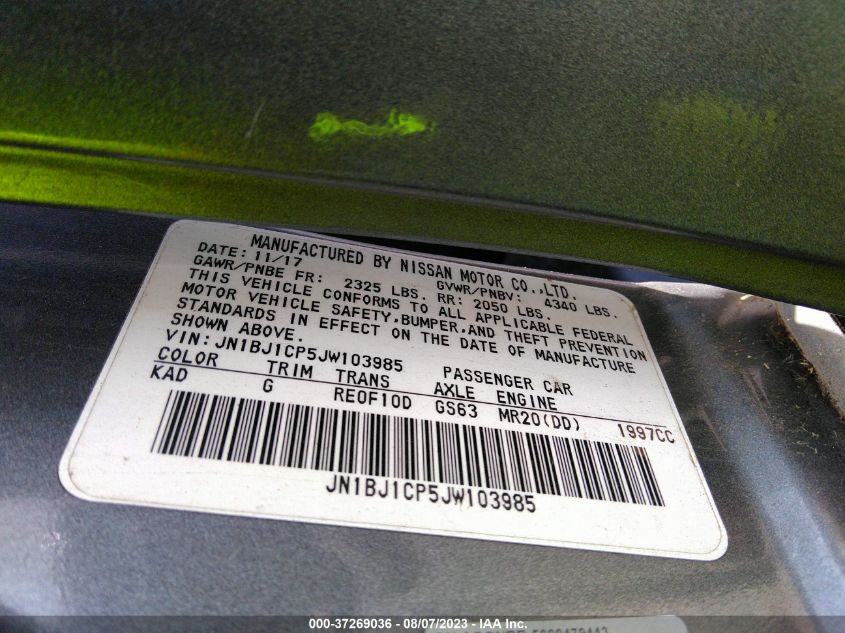 MANUFACTURED BY NISSAN MOTOR CO.,LTD.
DATE: 11/17 GVWR/PNBV: 4340 LBS.
GAWR/PNBE FR: 2325 LBS. RR: 2050 LBS.
THIS VEHICLE CONFORMS TO ALL APPLICABLE FEDERAL
MOTOR VEHICLE SAFETY,BUMPER,AND THEFT PREVENTION
STANDARDS IN EFFECT ON THE DATE OF MANUFACTURE
SHOWN ABOVE.
VIN: JN1BJ1CP5JW103985 PASSENGER CAR
COLOR TRIM TRANS AXLE ENGINE
KAD G RE0F10D GS63 MR20(DD) 1997CC
JN1BJ1CP5JW103985
000-37269036 - 08/07/2023 - IAA Inc.